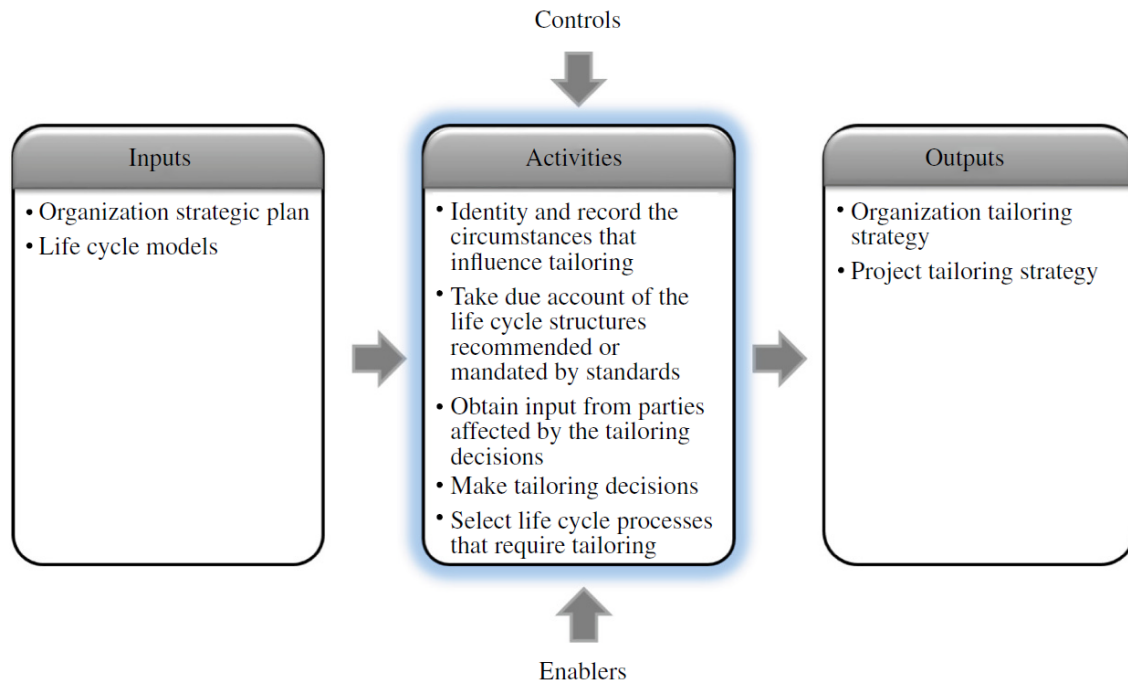 Controls
Inputs
• Organization strategic plan
• Life cycle models
Activities
• Identity and record the
circumstances that
influence tailoring
• Take due account of the
life cycle structures
recommended or
mandated by standards
• Obtain input from parties
affected by the tailoring
decisions
• Make tailoring decisions
• Select life cycle processes
that require tailoring
Outputs
• Organization tailoring
strategy
• Project tailoring strategy
Enablers